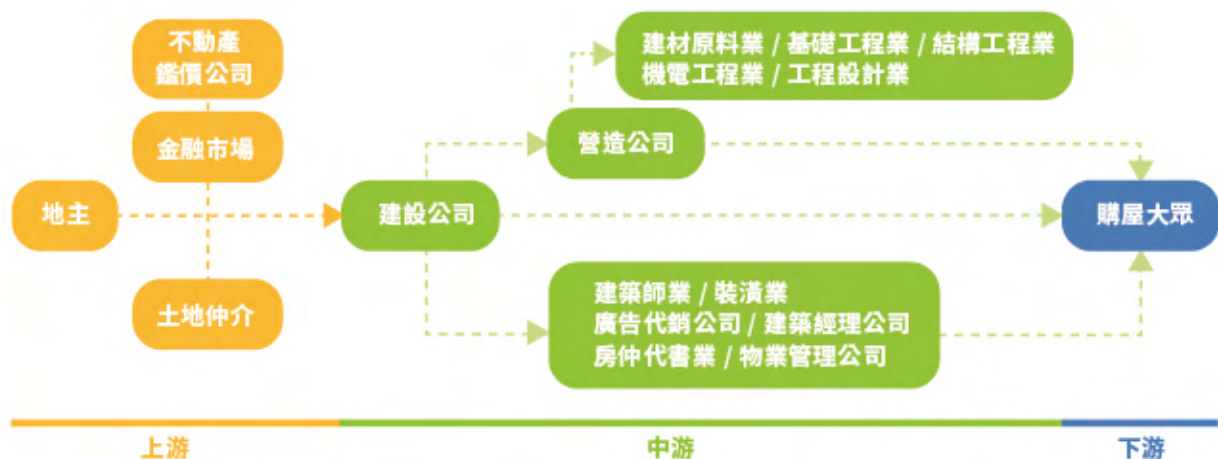 不動產
鑑價公司
金融市場
地主
土地仲介
建設公司
營造公司
建材原料業 / 基礎工程業 / 結構工程業
機電工程業 / 工程設計業
建築師業 / 裝潢業
廣告代銷公司 / 建築經理公司
房仲代書業 / 物業管理公司
購屋大眾
上游
中游
下游